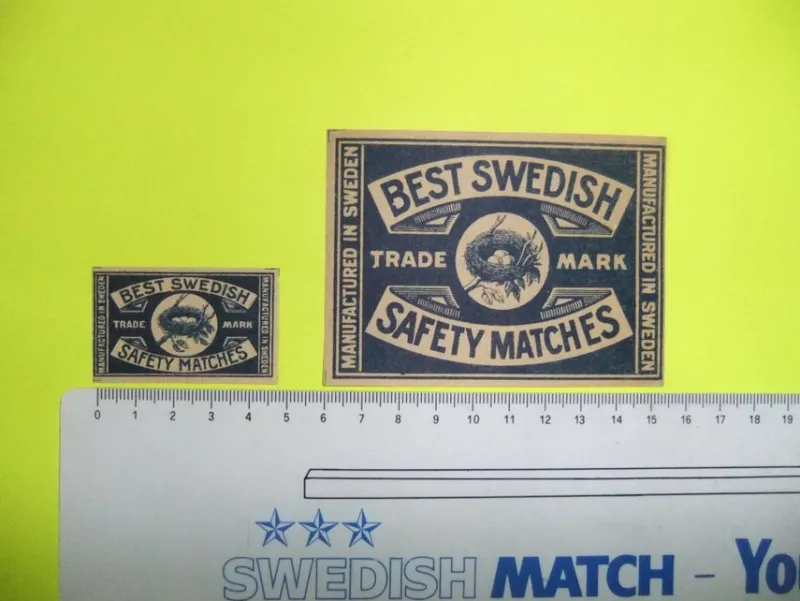 MANUFACTURED IN SWEDEN
BEST SWEDISH
TRADE MARK
SAFETY MATCHES
MANUFACTURED IN SWEDEN
MANUFACTURED IN SWEDEN
BEST SWEDISH
TRADE MARK
SAFETY MATCHES
MANUFACTURED IN SWEDEN
0 1 2 3 4 5 6 7 8 9 10 11 12 13 14 15 16 17 18 19
SWEDISH MATCH - Yo